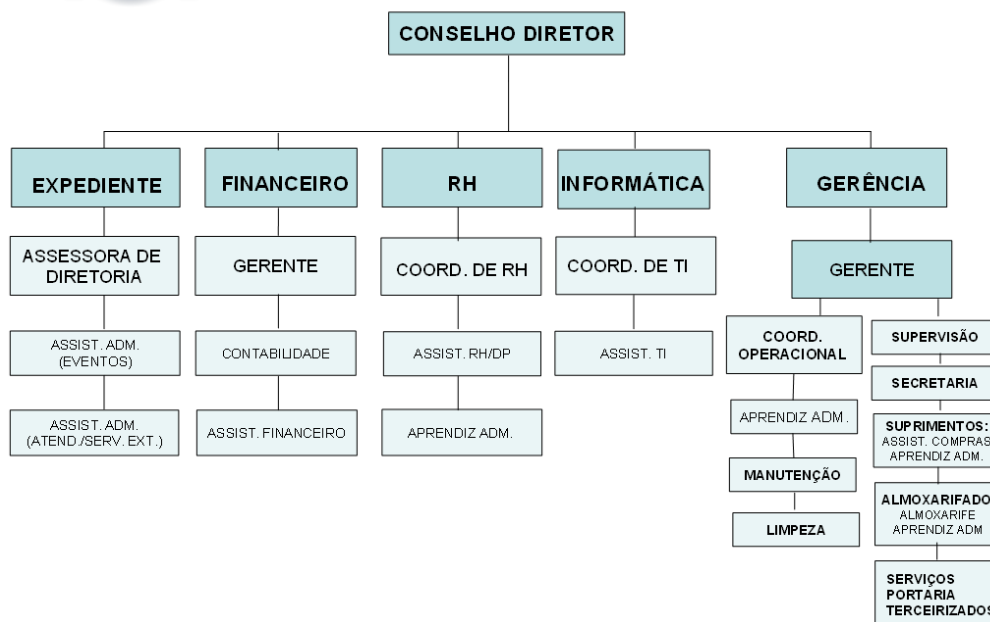 CONSELHO DIRETOR
EXPEDIENTE
FINANCEIRO
RH
INFORMÁTICA
GERÊNCIA
ASSESSORA DE
DIRETORIA
GERENTE
COORD. DE RH
COORD. DE TI
GERENTE
ASSIST. ADM.
(EVENTOS)
CONTABILIDADE
ASSIST. RH/DP
ASSIST. TI
COORD.
OPERACIONAL
SUPERVISÃO
SECRETARIA
ASSIST. ADM.
(ATEND./SERV. EXT.)
ASSIST. FINANCEIRO
APRENDIZ ADM.
APRENDIZ ADM.
SUPRIMENTOS:
ASSIST. COMPRAS
APRENDIZ ADM.
MANUTENÇÃO
ALMOXARIFADO
ALMOXARIFE
APRENDIZ ADM
LIMPEZA
SERVIÇOS
PORTARIA
TERCEIRIZADOS